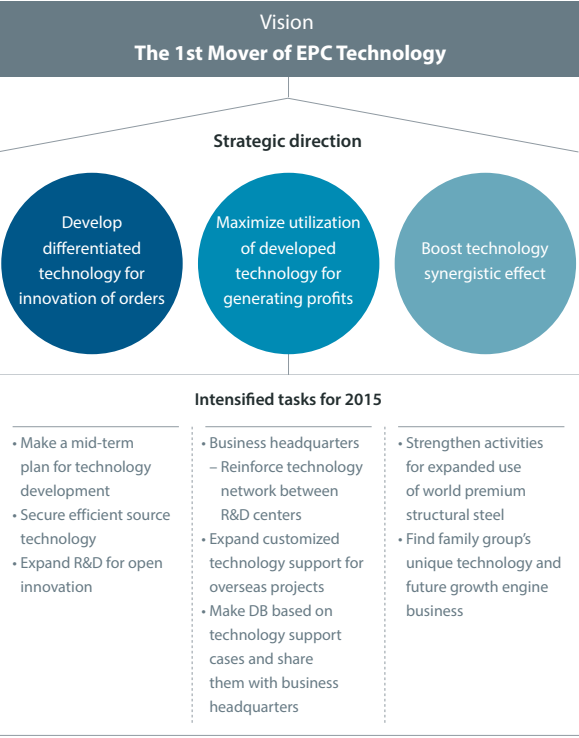 Vision
The 1st Mover of EPC Technology
Strategic direction
Develop
differentiated
technology for
innovation of orders
Maximize utilization
of developed
technology for
generating profits
Boost technology
synergistic effect
Intensified tasks for 2015
• Make a mid-term
plan for technology
development
• Secure efficient source
technology
• Expand R&D for open
innovation
• Business headquarters
– Reinforce technology
network between
R&D centers
• Expand customized
technology support for
overseas projects
• Make DB based on
technology support
cases and share
them with business
headquarters
• Strengthen activities
for expanded use
of world premium
structural steel
• Find family group's
unique technology and
future growth engine
business